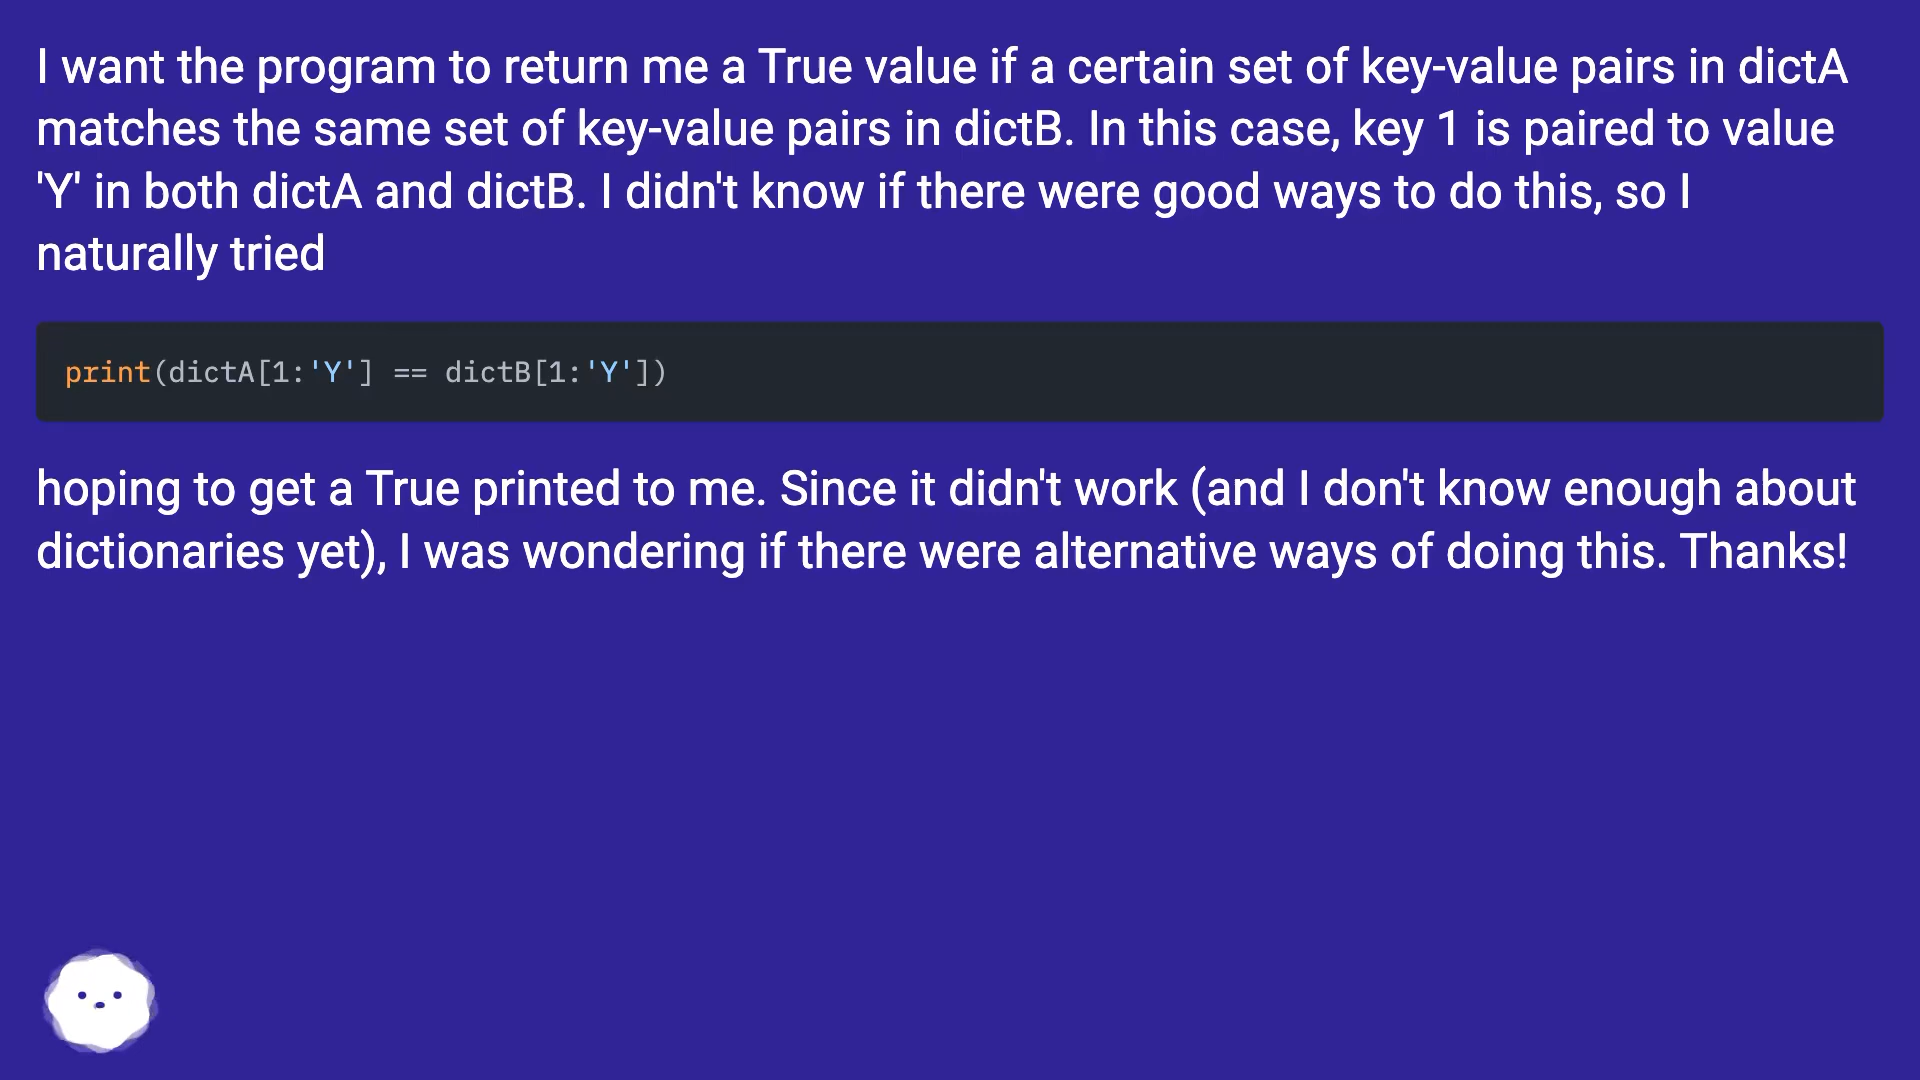 I want the program to return me a True value if a certain set of key-value pairs in dictA
matches the same set of key-value pairs in dictB. In this case, key 1 is paired to value
'Y' in both dictA and dictB. I didn't know if there were good ways to do this, so I
naturally tried
print(dictA[1:'Y'] == dictB[1:'Y'])
hoping to get a True printed to me. Since it didn't work (and I don't know enough about
dictionaries yet), I was wondering if there were alternative ways of doing this. Thanks!